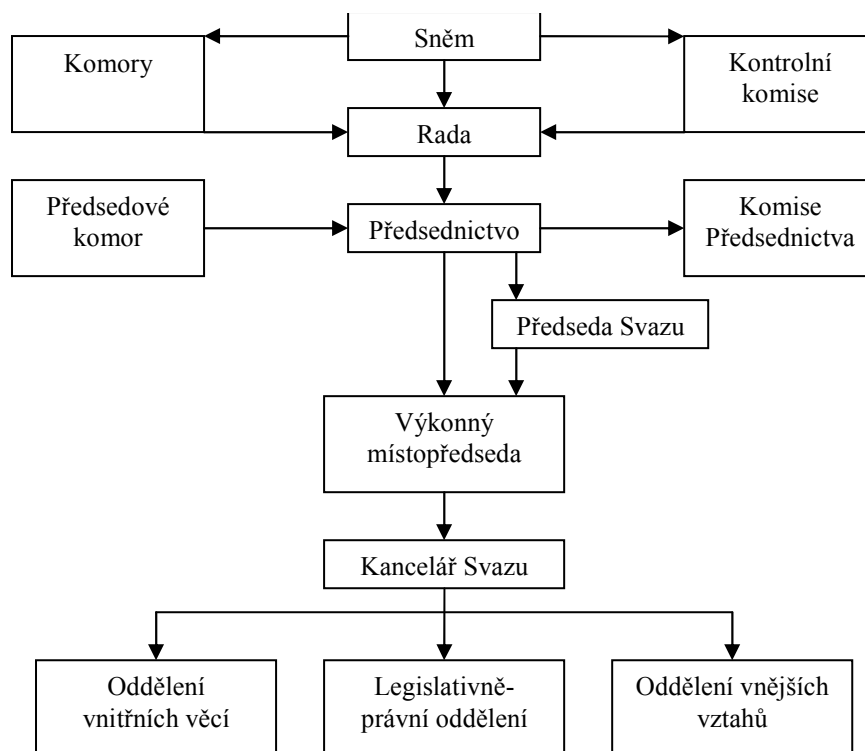 Sněm
Komory
Kontrolní
komise
Rada
Předsedové
komor
Předsednictvo
Komise
Předsednictva
Předseda Svazu
Výkonný
místopředseda
Kancelář Svazu
Oddělení
vnitřních věcí
Legislativně-
právní oddělení
Oddělení vnějších
vztahů